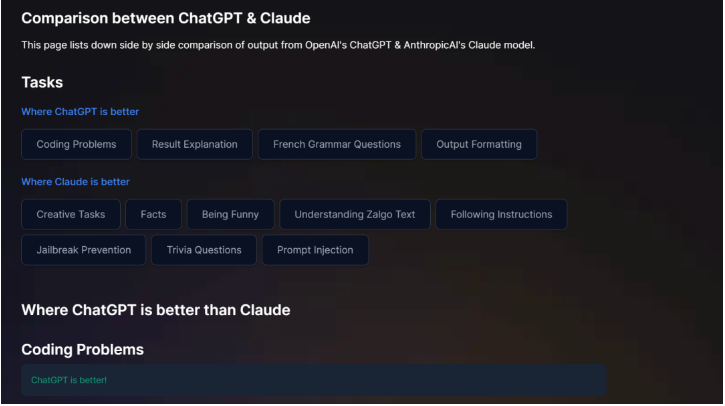 Comparison between ChatGPT & Claude
This page lists down side by side comparison of output from OpenAI's ChatGPT & AnthropicAI's Claude model.
Tasks
Where ChatGPT is better
Coding Problems Result Explanation French Grammar Questions Output Formatting
Where Claude is better
Creative Tasks Facts Being Funny Understanding Zalgo Text Following Instructions
Jailbreak Prevention Trivia Questions Prompt Injection
Where ChatGPT is better than Claude
Coding Problems
ChatGPT is better!